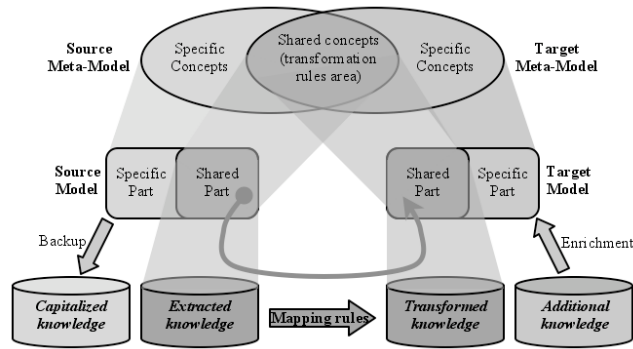 Source
Meta-Model
Specific
Concepts
Shared concepts
(transformation
rules area)
Specific
Concepts
Target
Meta-Model
Source
Model
Specific
Part
Shared
Part
Shared
Part
Specific
Part
Target
Model
Backup
Enrichment
Capitalized
knowledge
Extracted
knowledge
Mapping rules
Transformed
knowledge
Additional
knowledge